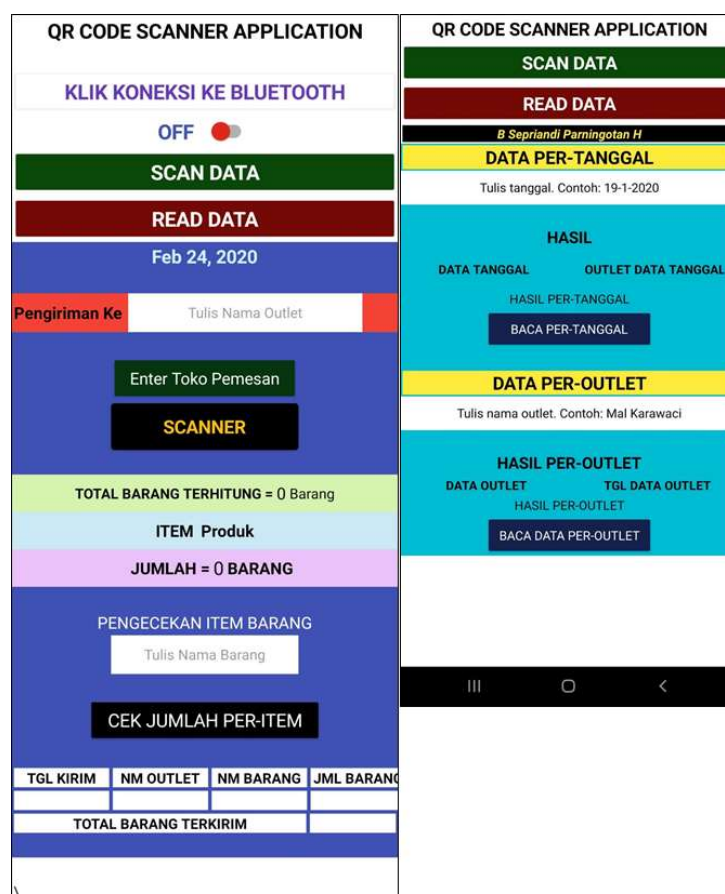 QR CODE SCANNER APPLICATION
KLIK KONEKSI KE BLUETOOTH
OFF
SCAN DATA
READ DATA
Feb 24, 2020
Pengiriman Ke Tulis Nama Outlet
Enter Toko Pemesan
SCANNER
TOTAL BARANG TERHITUNG = 0 Barang
ITEM Produk
JUMLAH = 0 BARANG
PENGECEKAN ITEM BARANG
Tulis Nama Barang
CEK JUMLAH PER-ITEM
TGL KIRIM NM OUTLET NM BARANG JML BARANG
TOTAL BARANG TERKIRIM
\
QR CODE SCANNER APPLICATION
SCAN DATA
READ DATA
B Sepriandi Parningotan H
DATA PER-TANGGAL
Tulis tanggal. Contoh: 19-1-2020
HASIL
DATA TANGGAL OUTLET DATA TANGGAL
HASIL PER-TANGGAL
BACA PER-TANGGAL
DATA PER-OUTLET
Tulis nama outlet. Contoh: Mal Karawaci
HASIL PER-OUTLET
DATA OUTLET TGL DATA OUTLET
HASIL PER-OUTLET
BACA DATA PER-OUTLET